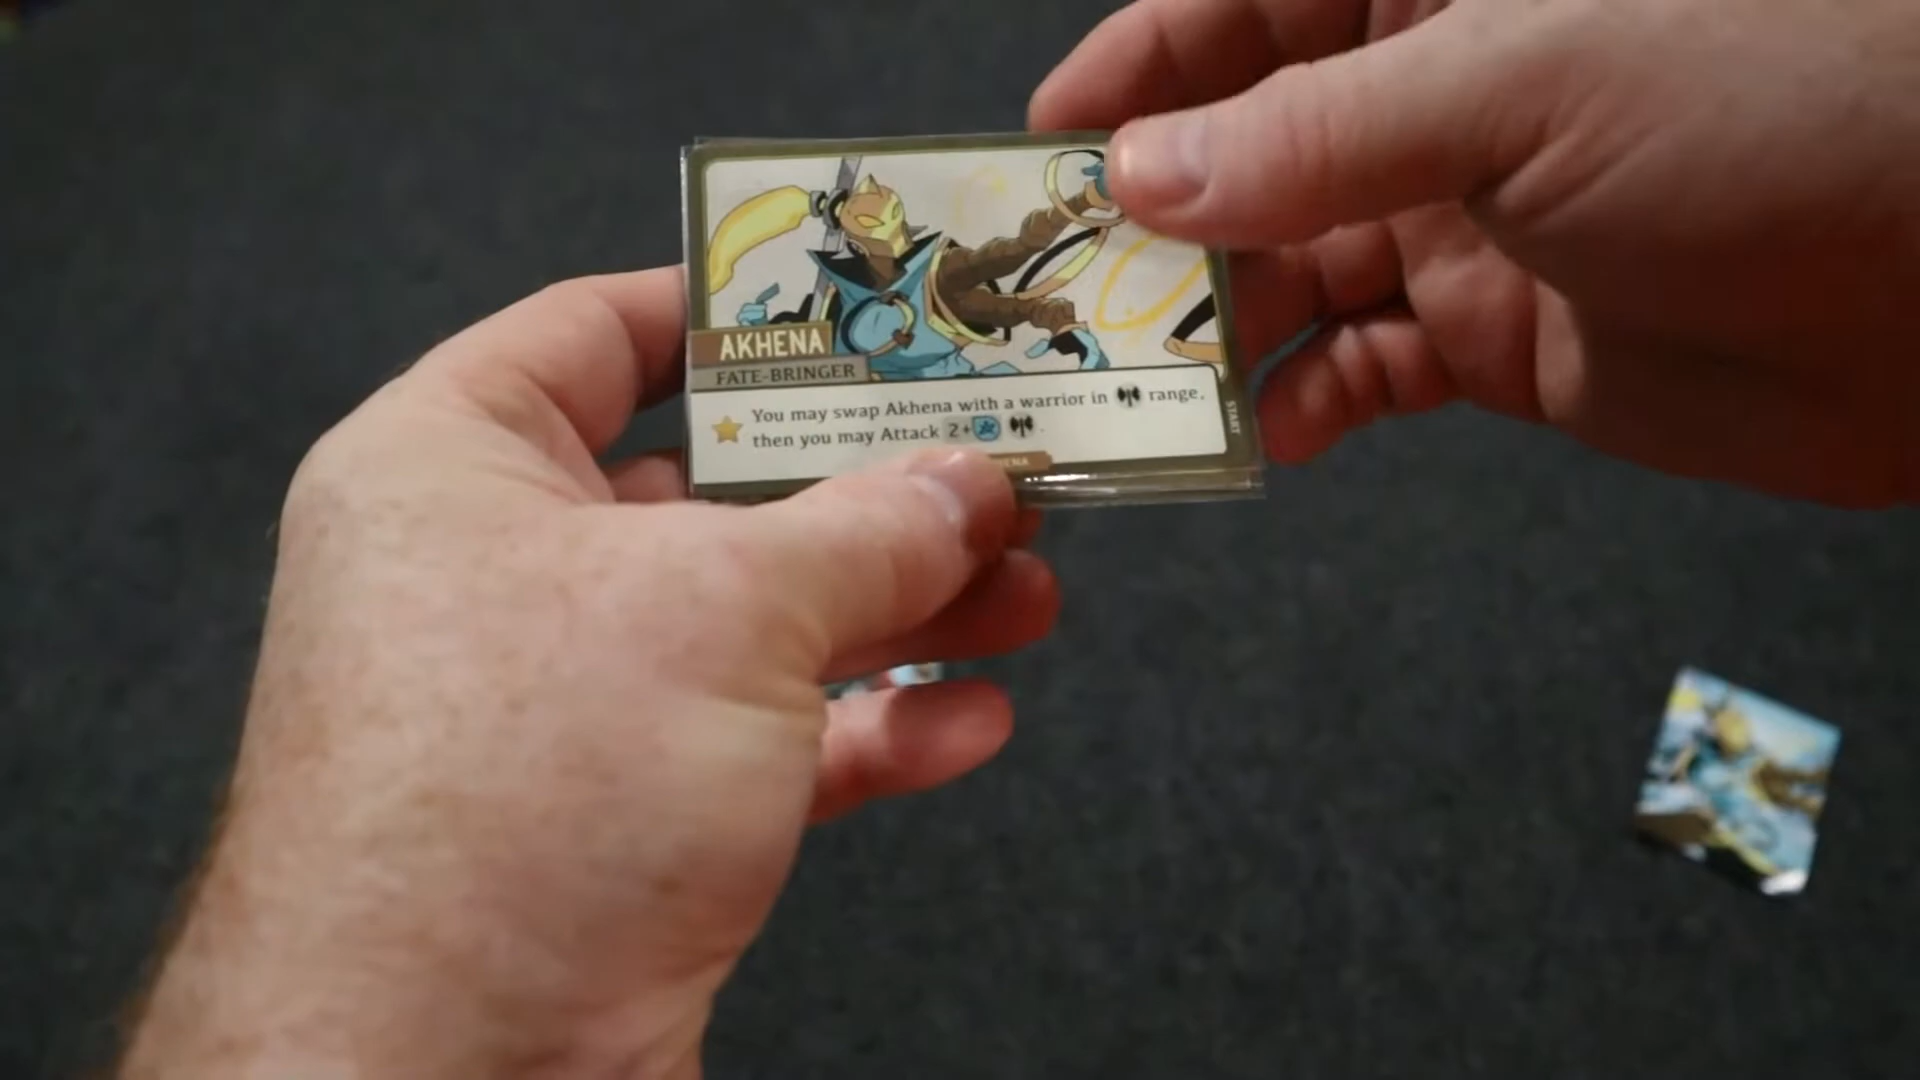 AKHENA
FATE-BRINGER
You may swap Akhena with a warrior in range,
then you may Attack 2+ .
START